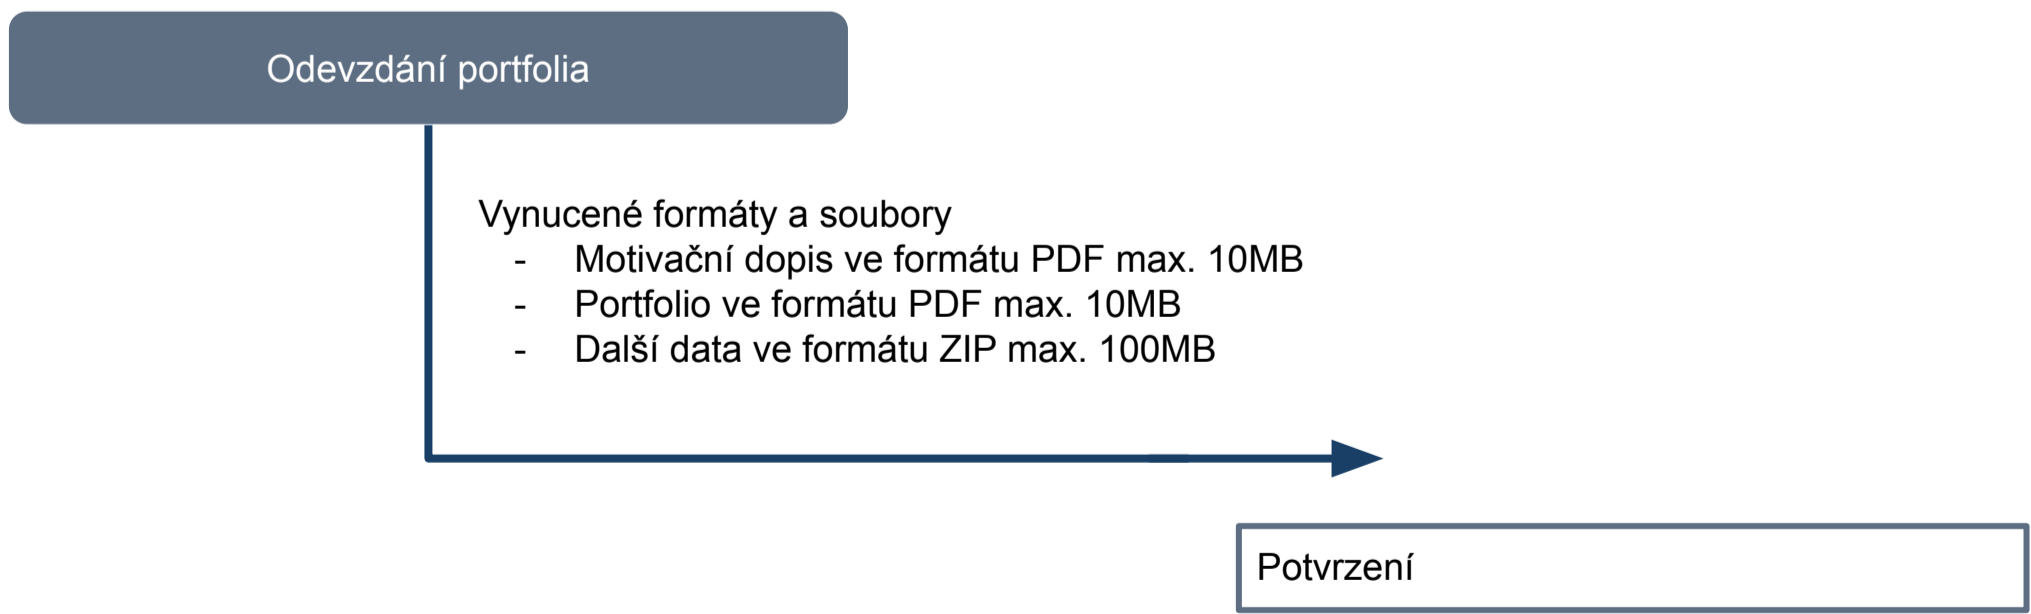 Odevzdání portfolia
Vynucené formáty a soubory
- Motivační dopis ve formátu PDF max. 10MB
- Portfolio ve formátu PDF max. 10MB
- Další data ve formátu ZIP max. 100MB
Potvrzení